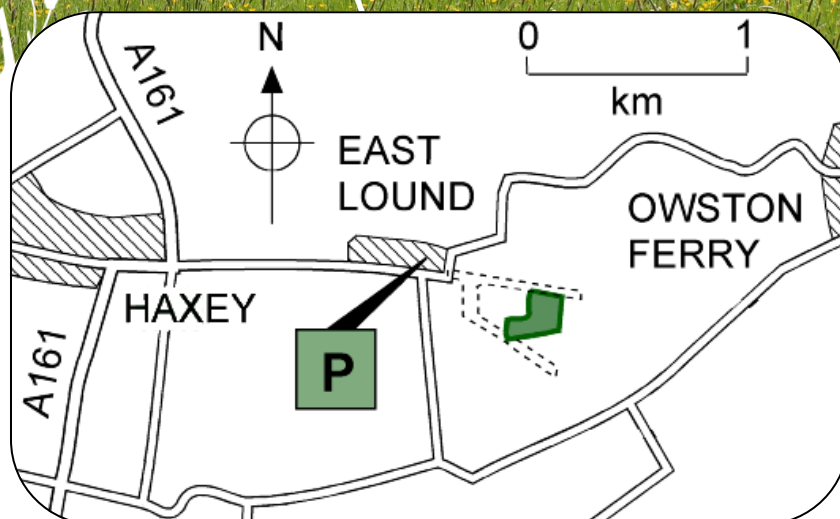 A161
N
0 1
km
EAST
LOUND
OWSTON
FERRY
HAXEY
A161
P